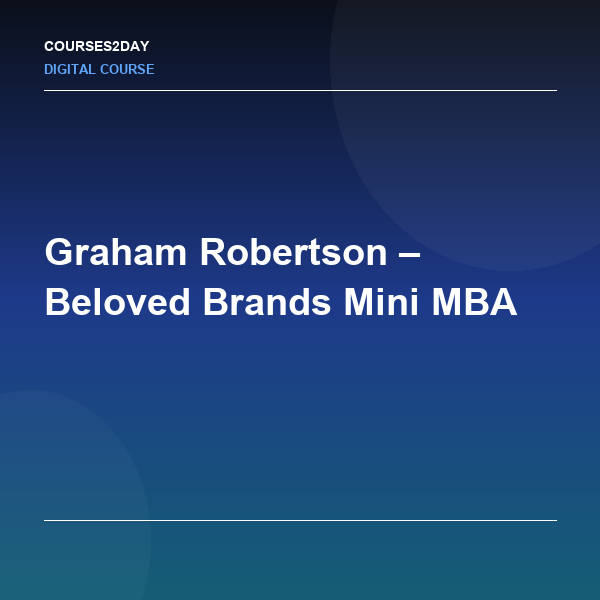 COURSES2DAY
DIGITAL COURSE
Graham Robertson –
Beloved Brands Mini MBA